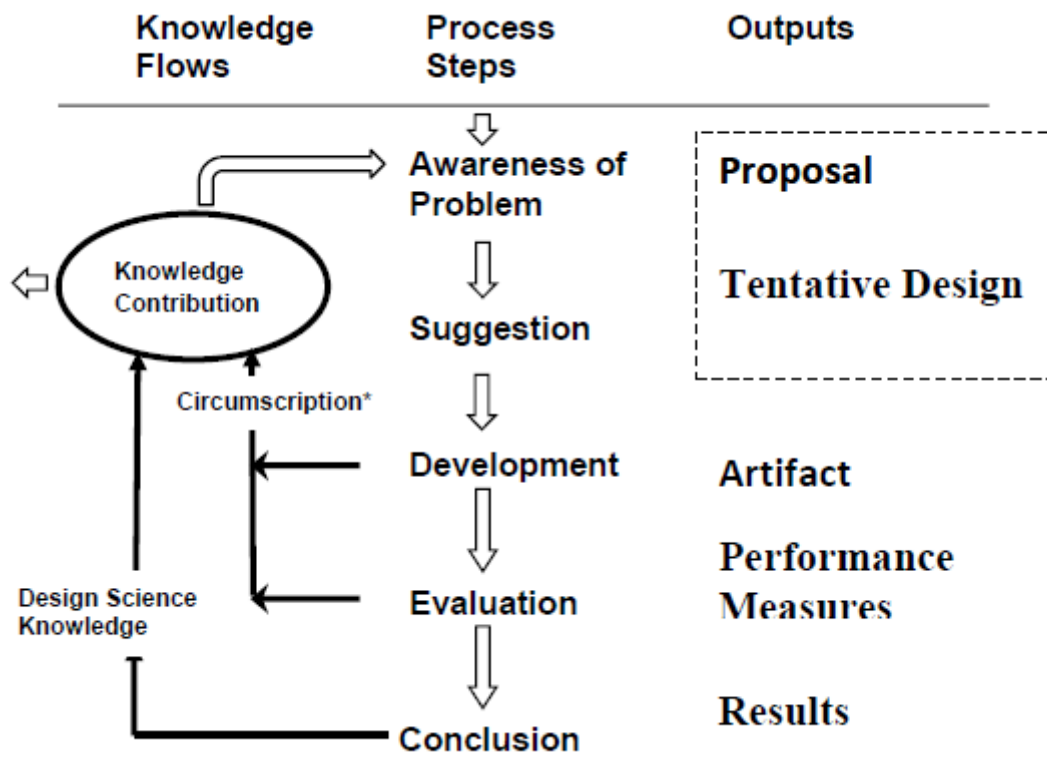 Knowledge
Flows
Process
Steps
Outputs
Awareness of
Problem
Proposal
Knowledge
Contribution
Tentative Design
Suggestion
Circumscription*
Development
Artifact
Design Science
Knowledge
Evaluation
Performance
Measures
Conclusion
Results